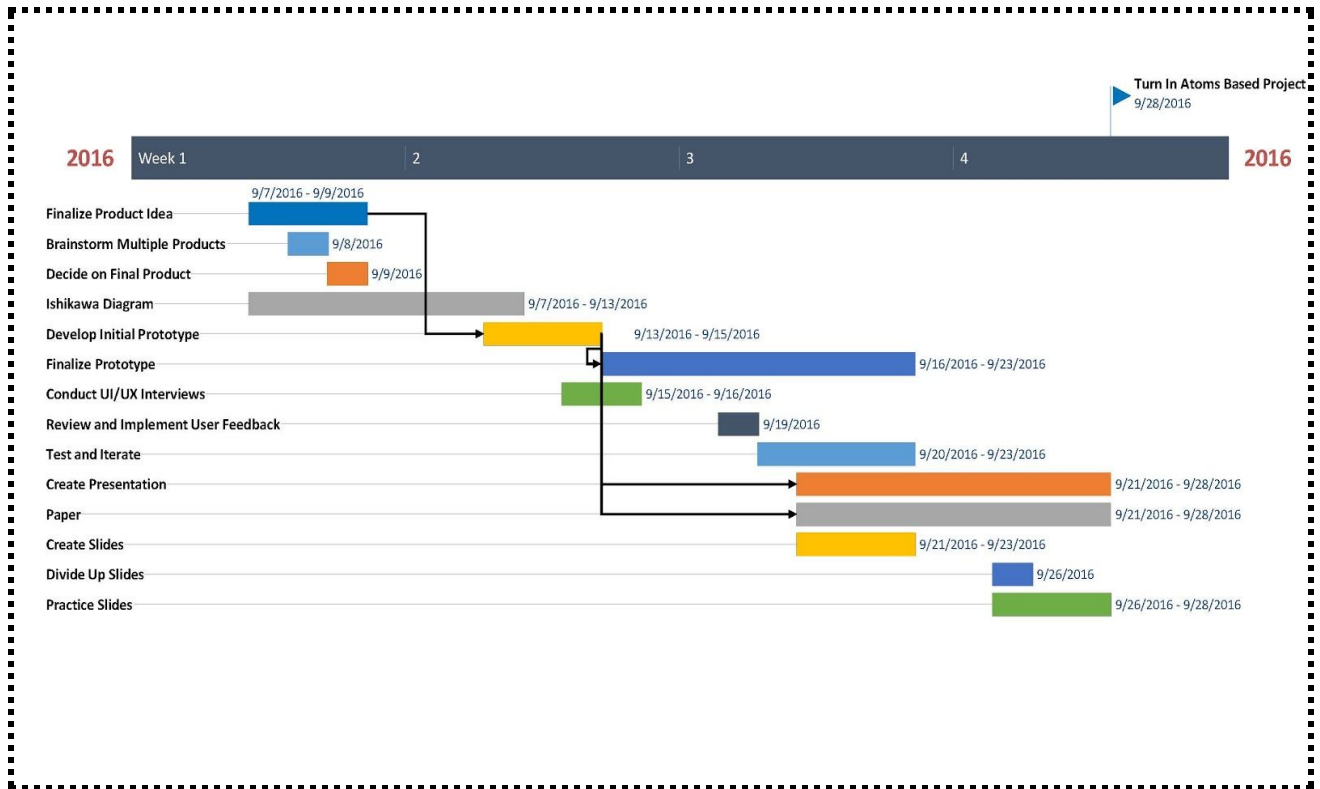 Turn In Atoms Based Project
9/28/2016
2016 Week 1 2 3 4 2016
9/7/2016 - 9/9/2016
Finalize Product Idea
Brainstorm Multiple Products 9/8/2016
Decide on Final Product 9/9/2016
Ishikawa Diagram 9/7/2016 - 9/13/2016
Develop Initial Prototype 9/13/2016 - 9/15/2016
Finalize Prototype 9/16/2016 - 9/23/2016
Conduct UI/UX Interviews 9/15/2016 - 9/16/2016
Review and Implement User Feedback 9/19/2016
Test and Iterate 9/20/2016 - 9/23/2016
Create Presentation 9/21/2016 - 9/28/2016
Paper 9/21/2016 - 9/28/2016
Create Slides 9/21/2016 - 9/23/2016
Divide Up Slides 9/26/2016
Practice Slides 9/26/2016 - 9/28/2016